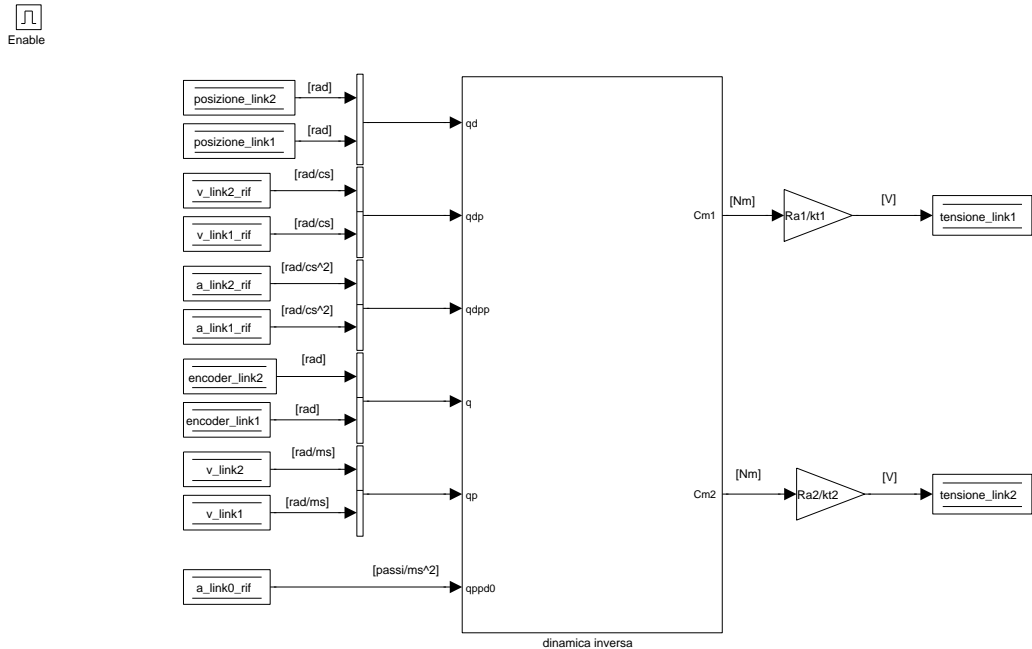 Enable
posizione_link2
[rad]
posizione_link1
[rad]
qd
v_link2_rif
[rad/cs]
v_link1_rif
[rad/cs]
qdp
a_link2_rif
[rad/cs^2]
a_link1_rif
[rad/cs^2]
qdpp
encoder_link2
[rad]
encoder_link1
[rad]
q
v_link2
[rad/ms]
v_link1
[rad/ms]
qp
a_link0_rif
[passi/ms^2]
qppd0
Cm1
[Nm]
Ra1/kt1
[V]
tensione_link1
Cm2
[Nm]
Ra2/kt2
[V]
tensione_link2
dinamica inversa